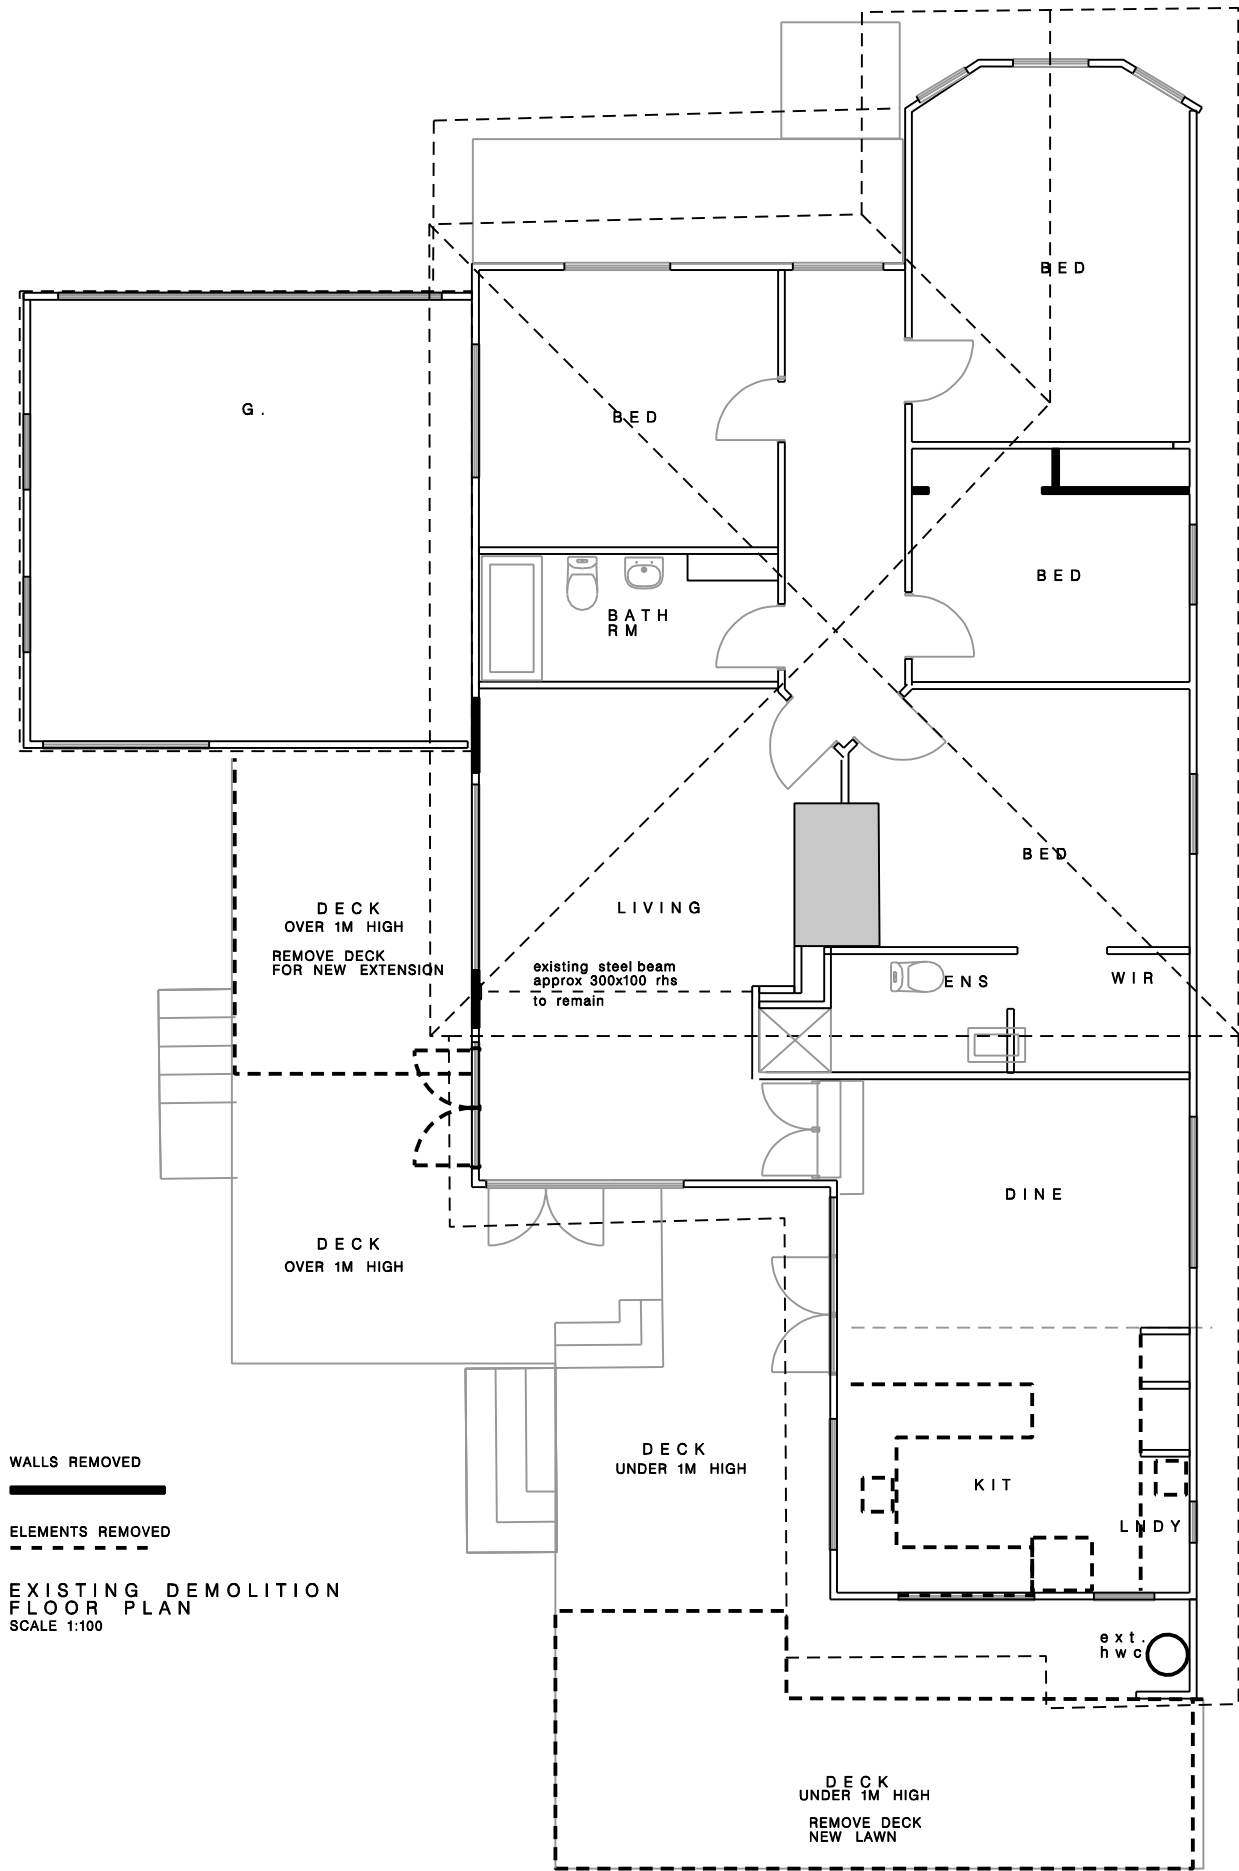 BED
G.
BED
BED
BATH
RM
BED
DECK
OVER 1M HIGH
REMOVE DECK
FOR NEW EXTENSION
LIVING
existing steel beam
approx 300x100 rhs
to remain
ENS
WIR
DINE
DECK
OVER 1M HIGH
DECK
UNDER 1M HIGH
KIT
LNDY
WALLS REMOVED
ELEMENTS REMOVED
EXISTING DEMOLITION
FLOOR PLAN
SCALE 1:100
ext.
hwc
DECK
UNDER 1M HIGH
REMOVE DECK
NEW LAWN